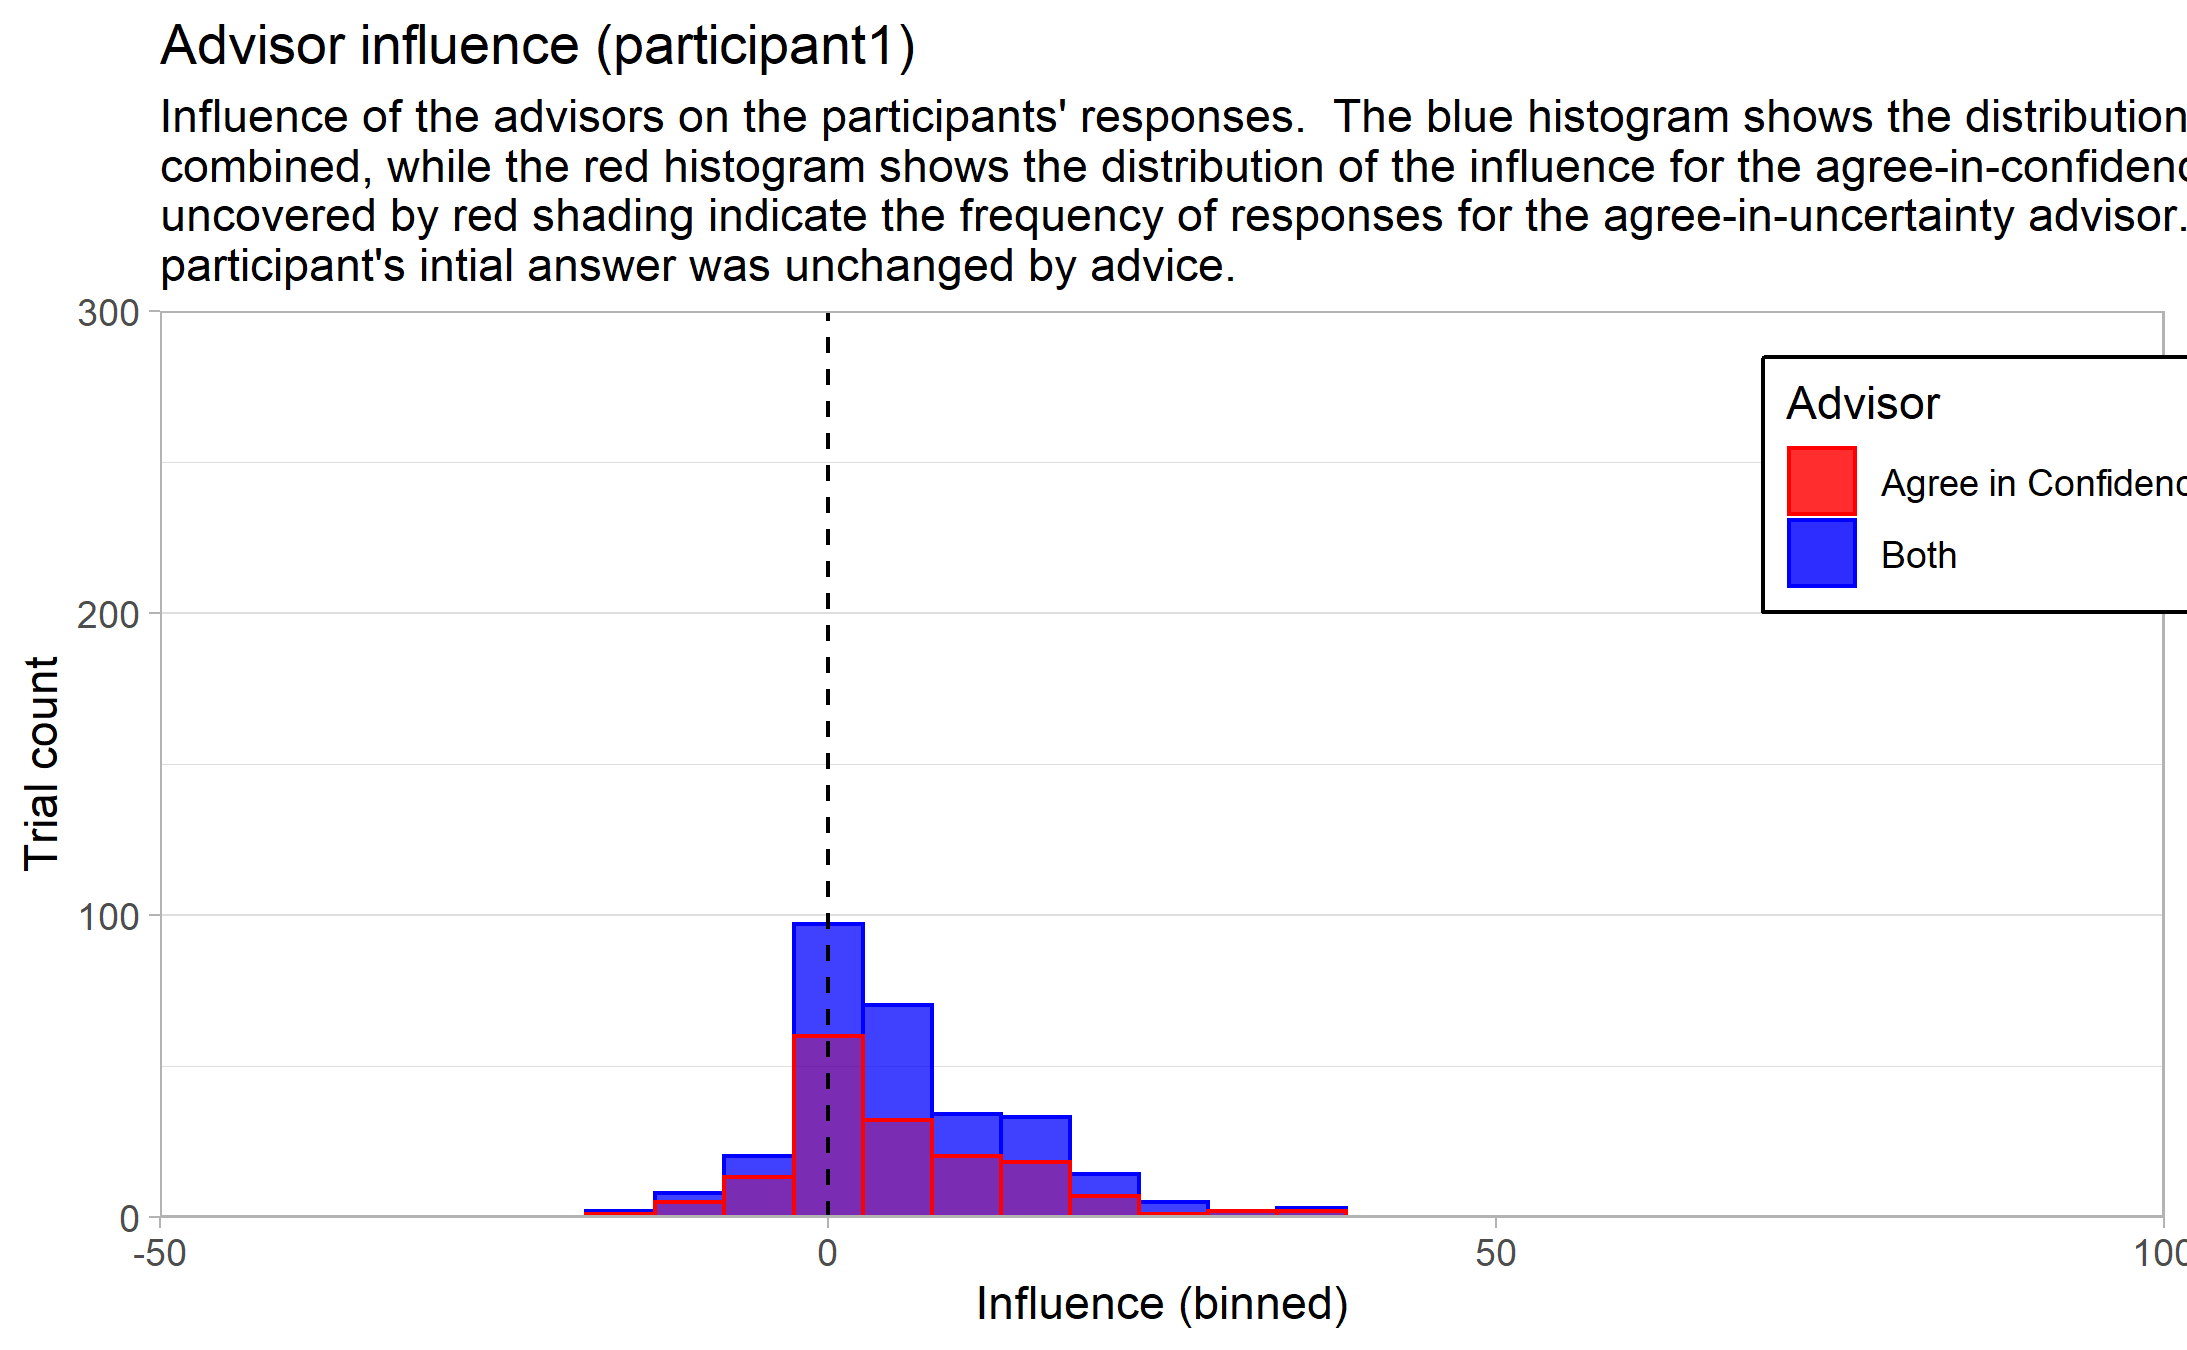 Advisor influence (participant1)
Influence of the advisors on the participants' responses.  The blue histogram shows the distribution
combined, while the red histogram shows the distribution of the influence for the agree-in-confidenc
uncovered by red shading indicate the frequency of responses for the agree-in-uncertainty advisor.
participant's intial answer was unchanged by advice.
300
200
100
0
Trial count
-50
0
50
100
Influence (binned)
Advisor
Agree in Confidenc
Both